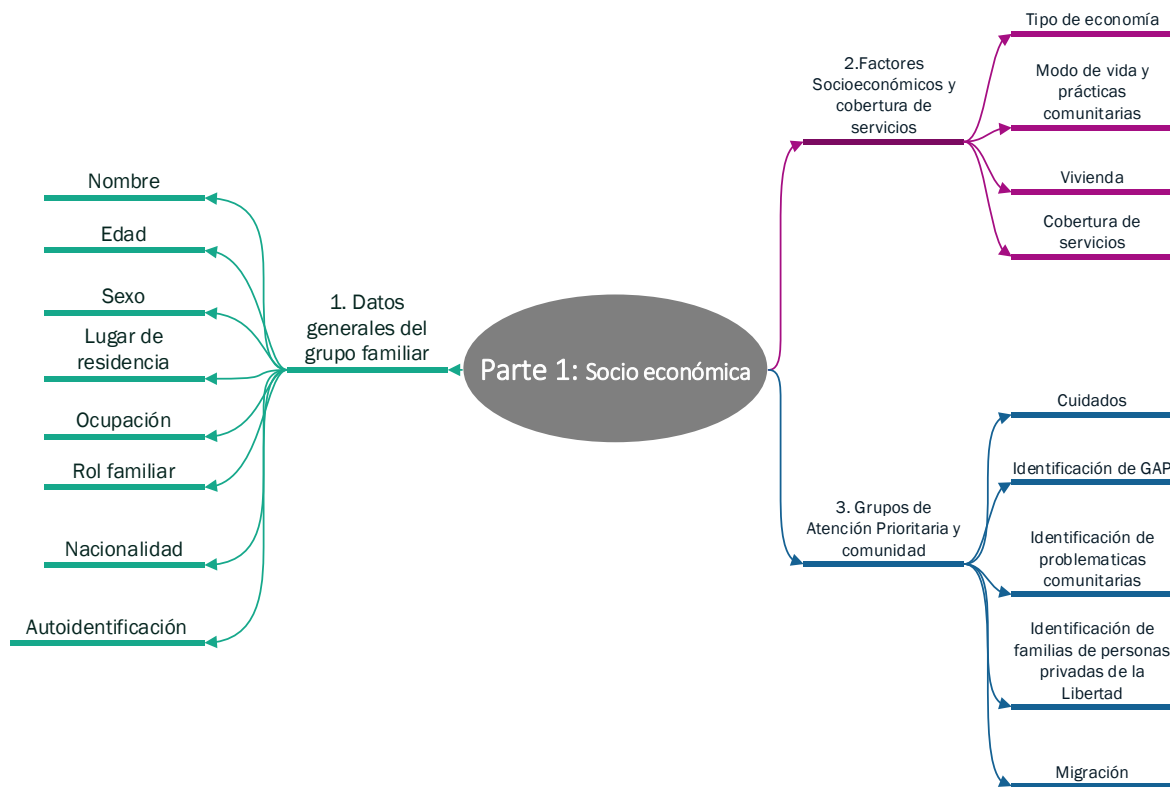 Parte 1: Socio económica
1. Datos
generales del
grupo familiar
Nombre
Edad
Sexo
Lugar de
residencia
Ocupación
Rol familiar
Nacionalidad
Autoidentificación
2.Factores
Socioeconómicos y
cobertura de
servicios
Tipo de economía
Modo de vida y
prácticas
comunitarias
Vivienda
Cobertura de
servicios
3. Grupos de
Atención Prioritaria y
comunidad
Cuidados
Identificación de GAP
Identificación de
problematicas
comunitarias
Identificación de
familias de personas
privadas de la
Libertad
Migración